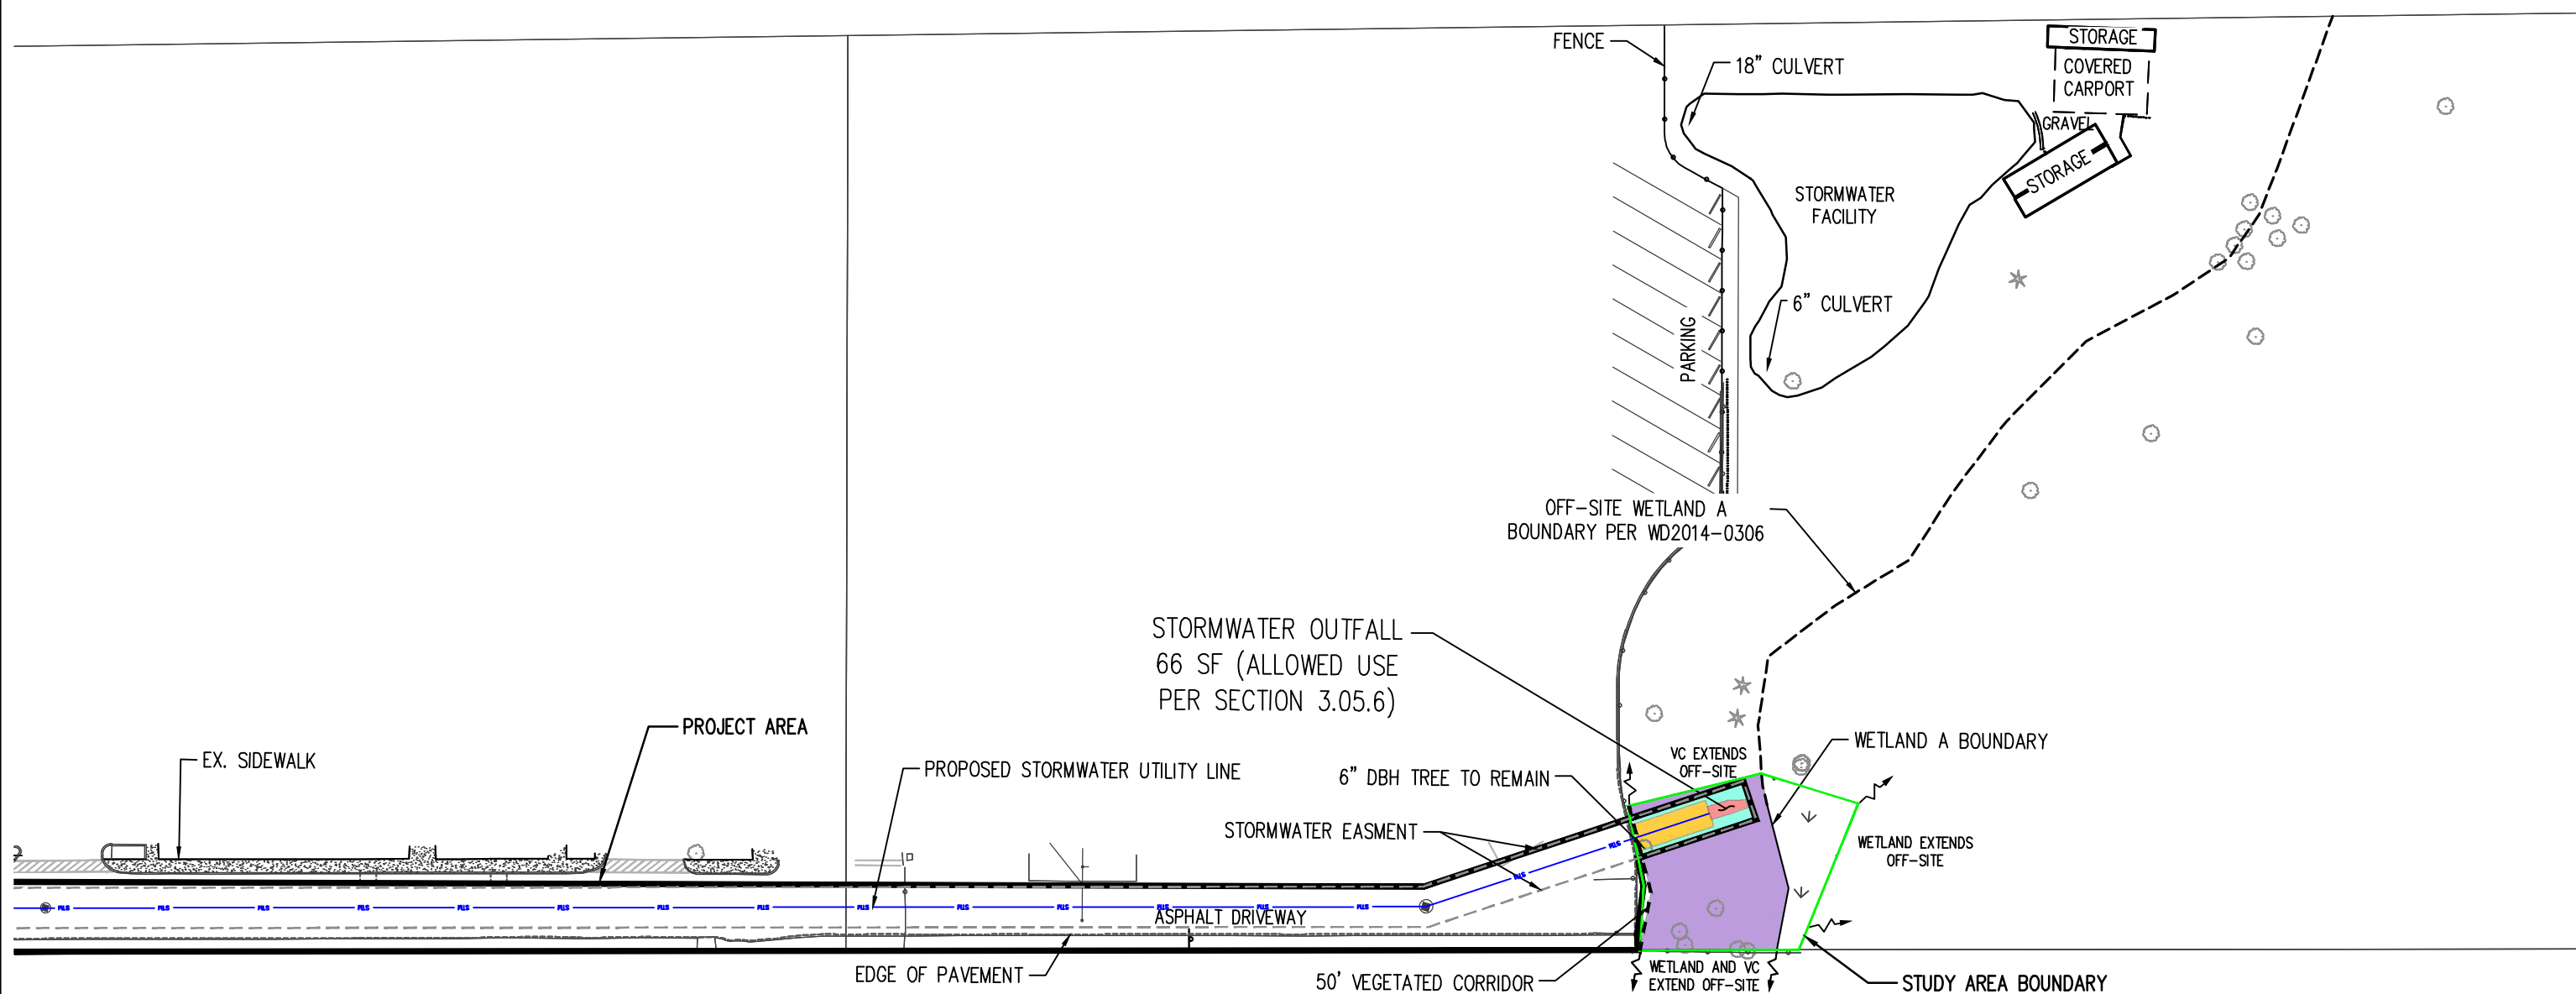 FENCE
18" CULVERT
STORAGE
COVERED
CARPORT
GRAVEL
STORAGE
STORMWATER
FACILITY
6" CULVERT
PARKING
OFF-SITE WETLAND A
BOUNDARY PER WD2014-0306
STORMWATER OUTFALL
66 SF (ALLOWED USE
PER SECTION 3.05.6)
PROJECT AREA
EX. SIDEWALK
PROPOSED STORMWATER UTILITY LINE
6" DBH TREE TO REMAIN
VC EXTENDS
OFF-SITE
WETLAND A BOUNDARY
STORMWATER EASMENT
WETLAND EXTENDS
OFF-SITE
ASPHALT DRIVEWAY
EDGE OF PAVEMENT
50' VEGETATED CORRIDOR
WETLAND AND VC
EXTEND OFF-SITE
STUDY AREA BOUNDARY